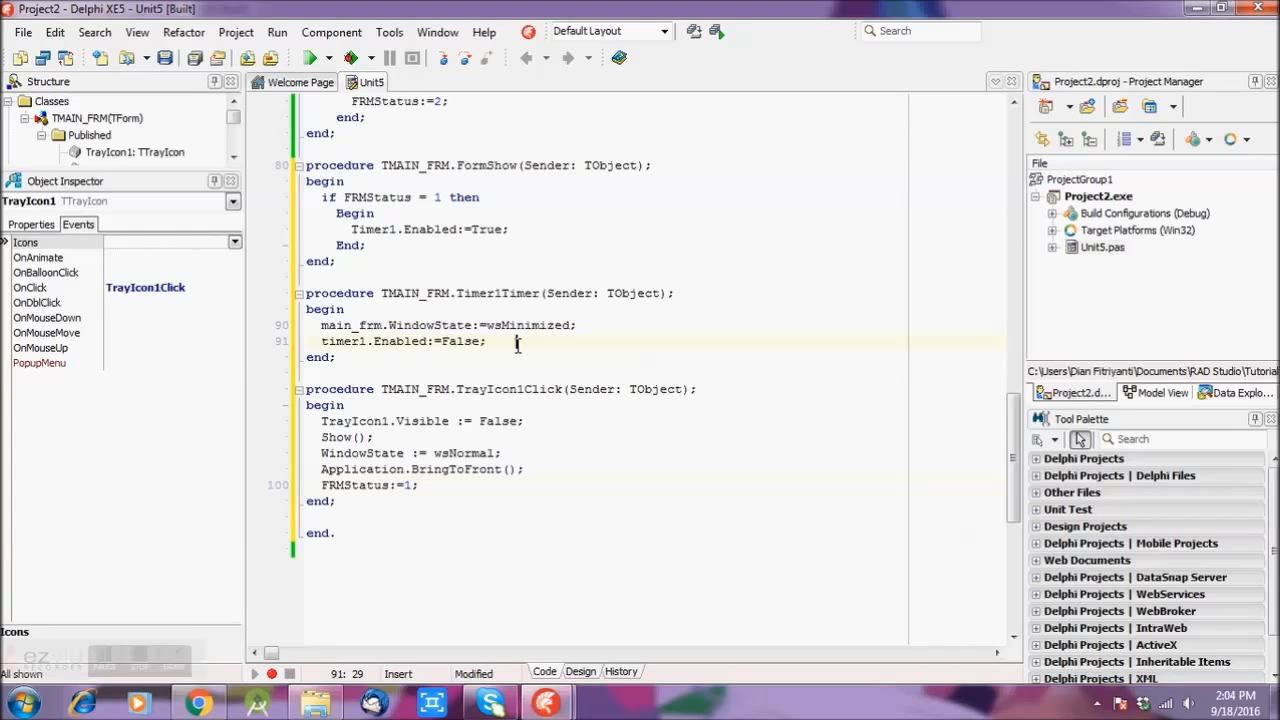 Project2 - Delphi XE5 - Unit5 [Built]
File Edit Search View Refactor Project Run Component Tools Window Help Default Layout Search
Structure
Classes
TMAIN_FRM(TForm)
Published
TrayIcon1: TTrayIcon
Object Inspector
TrayIcon1 TTrayIcon
Properties Events
Icons
OnAnimate
OnBalloonClick
OnClick TrayIcon1Click
OnDblClick
OnMouseDown
OnMouseMove
OnMouseUp
PopupMenu
Icons
All shown
Welcome Page Unit5
FRMStatus:=2;
end;
end;
80 procedure TMAIN_FRM.FormShow(Sender: TObject);
begin
if FRMStatus = 1 then
Begin
Timer1.Enabled:=True;
End;
end;
procedure TMAIN_FRM.Timer1Timer(Sender: TObject);
begin
90 main_frm.WindowState:=wsMinimized;
91 timer1.Enabled:=False;
end;
procedure TMAIN_FRM.TrayIcon1Click(Sender: TObject);
begin
TrayIcon1.Visible := False;
Show();
WindowState := wsNormal;
Application.BringToFront();
100 FRMStatus:=1;
end;
end.
91: 29 Insert Modified Code Design History
Project2.dproj - Project Manager
File
ProjectGroup1
Project2.exe
Build Configurations (Debug)
Target Platforms (Win32)
Unit5.pas
C:\Users\Dian Fitriyanti\Documents\RAD Studio\Tutorial
Project2.d... Model View Data Explo...
Tool Palette
Search
Delphi Projects
Delphi Projects | Delphi Files
Other Files
Unit Test
Design Projects
Delphi Projects | Mobile Projects
Web Documents
Delphi Projects | DataSnap Server
Delphi Projects | WebServices
Delphi Projects | WebBroker
Delphi Projects | IntraWeb
Delphi Projects | ActiveX
Delphi Projects | Inheritable Items
Delphi Projects | XML
2:04 PM
9/18/2016